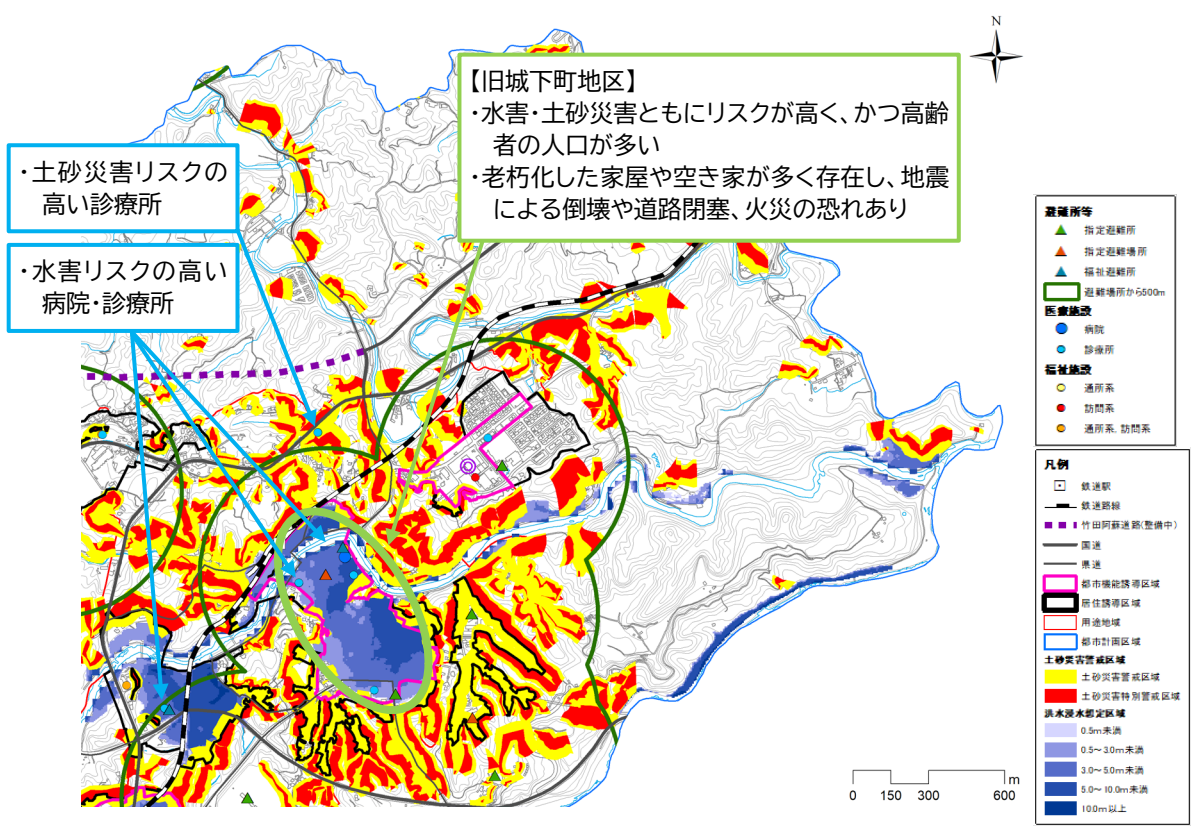 N
【旧城下町地区】
・水害・土砂災害ともにリスクが高く、かつ高齢
者の人口が多い
・老朽化した家屋や空き家が多く存在し、地震
による倒壊や道路閉塞、火災の恐れあり
・土砂災害リスクの
高い診療所
・水害リスクの高い
病院・診療所
避難所等
指定避難所
指定避難場所
福祉避難所
避難場所から500m
医療施設
病院
診療所
福祉施設
通所系
訪問系
通所系、訪問系
凡例
鉄道駅
鉄道路線
竹田阿蘇道路(整備中)
国道
県道
都市機能誘導区域
居住誘導区域
用途地域
都市計画区域
土砂災害警戒区域
土砂災害警戒区域
土砂災害特別警戒区域
洪水浸水想定区域
0.5m未満
0.5～3.0m未満
3.0～5.0m未満
5.0～10.0m未満
10.0m以上
m
0 150 300 600